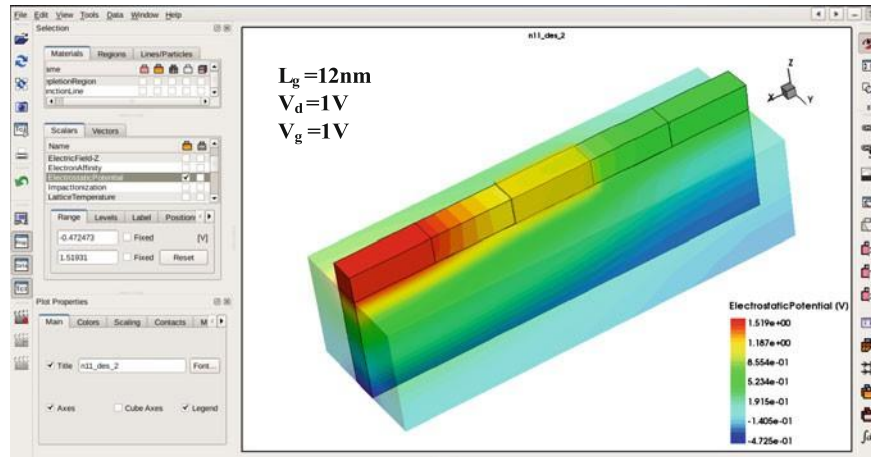 File Edit View Tools Data Window Help
Selection
Materials Regions Lines/Particles
ame
pletionRegion
nctionLine
Scalars Vectors
Name
ElectricField-Z
ElectronAffinity
ElectrostaticPotential
ImpactIonization
LatticeTemperature
Range Levels Label Position
-0.472473 Fixed [V]
1.51931 Fixed Reset
Plot Properties
Main Colors Scaling Contacts M
Title n11_des_2 Font...
Axes Cube Axes Legend
n11_des_2
Lg =12nm
Vd =1V
Vg =1V
Z
X Y
ElectrostaticPotential (V)
1.519e+00
1.187e+00
8.554e-01
5.234e-01
1.915e-01
-1.405e-01
-4.725e-01